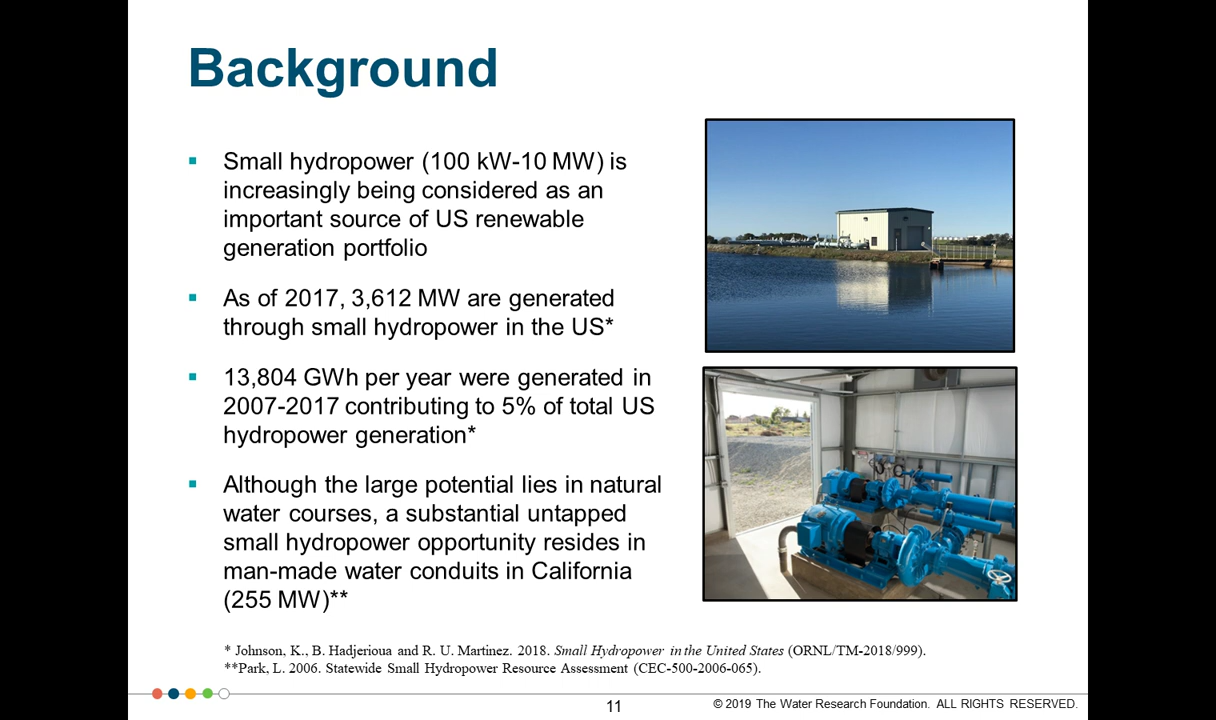 Background
Small hydropower (100 kW-10 MW) is
increasingly being considered as an
important source of US renewable
generation portfolio
As of 2017, 3,612 MW are generated
through small hydropower in the US*
13,804 GWh per year were generated in
2007-2017 contributing to 5% of total US
hydropower generation*
Although the large potential lies in natural
water courses, a substantial untapped
small hydropower opportunity resides in
man-made water conduits in California
(255 MW)**
* Johnson, K., B. Hadjerioua and R. U. Martinez. 2018. Small Hydropower in the United States (ORNL/TM-2018/999).
**Park, L. 2006. Statewide Small Hydropower Resource Assessment (CEC-500-2006-065).
11
© 2019 The Water Research Foundation. ALL RIGHTS RESERVED.